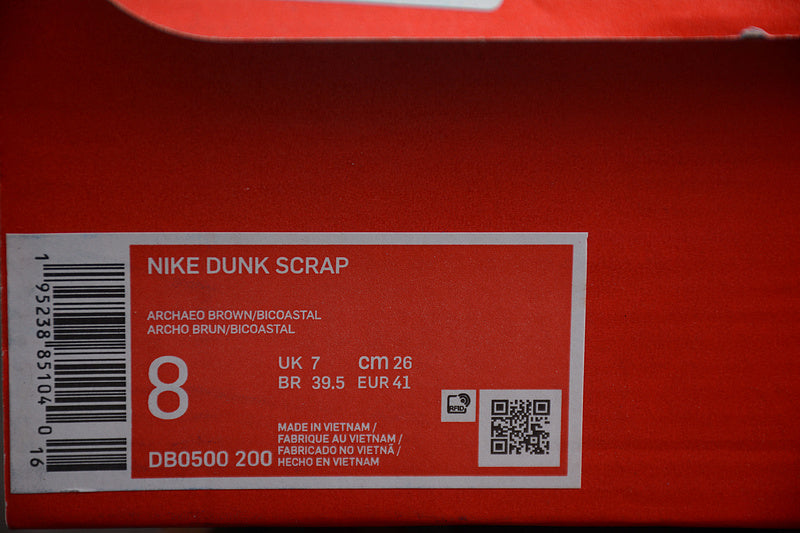 NIKE DUNK SCRAP
ARCHAEO BROWN/BICOASTAL
ARCHO BRUN/BICOASTAL
8
UK 7 cm 26
BR 39.5 EUR 41
MADE IN VIETNAM /
FABRIQUE AU VIETNAM /
FABRICADO NO VIETNÃ /
HECHO EN VIETNAM
DB0500 200
RFID
1 95238 85104 0 16